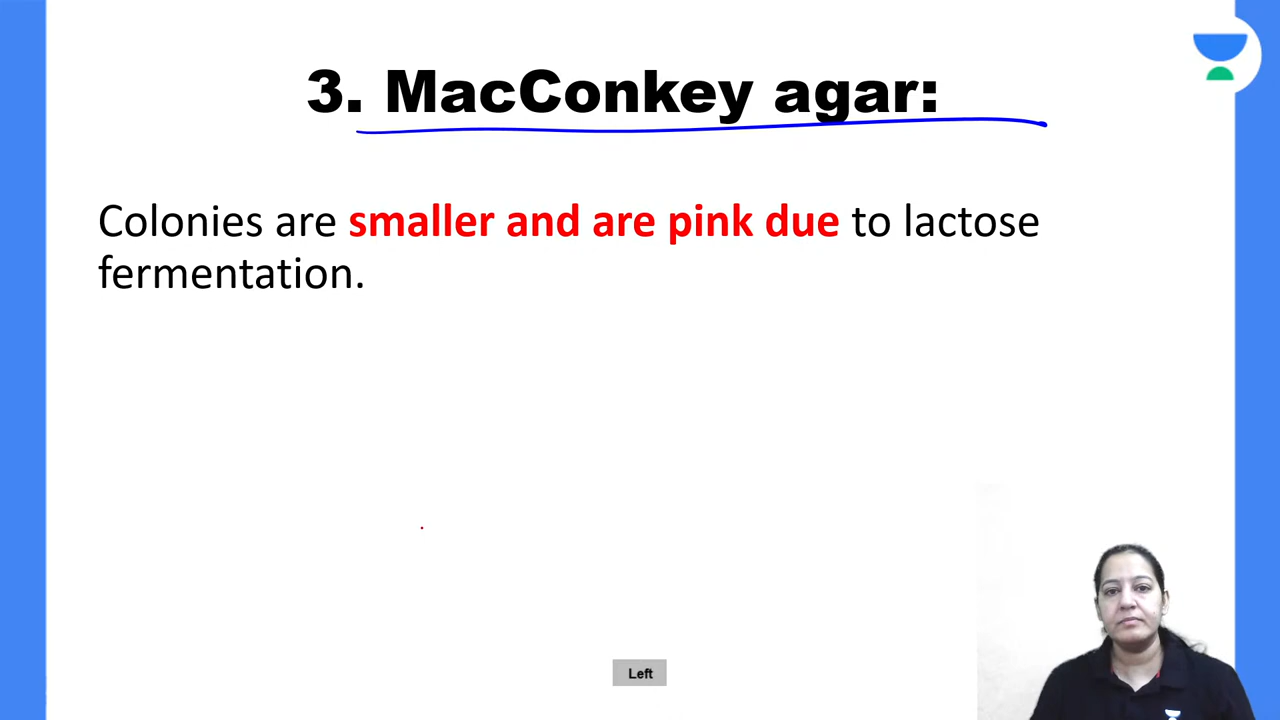 3. MacConkey agar:
Colonies are smaller and are pink due to lactose
fermentation.
Left